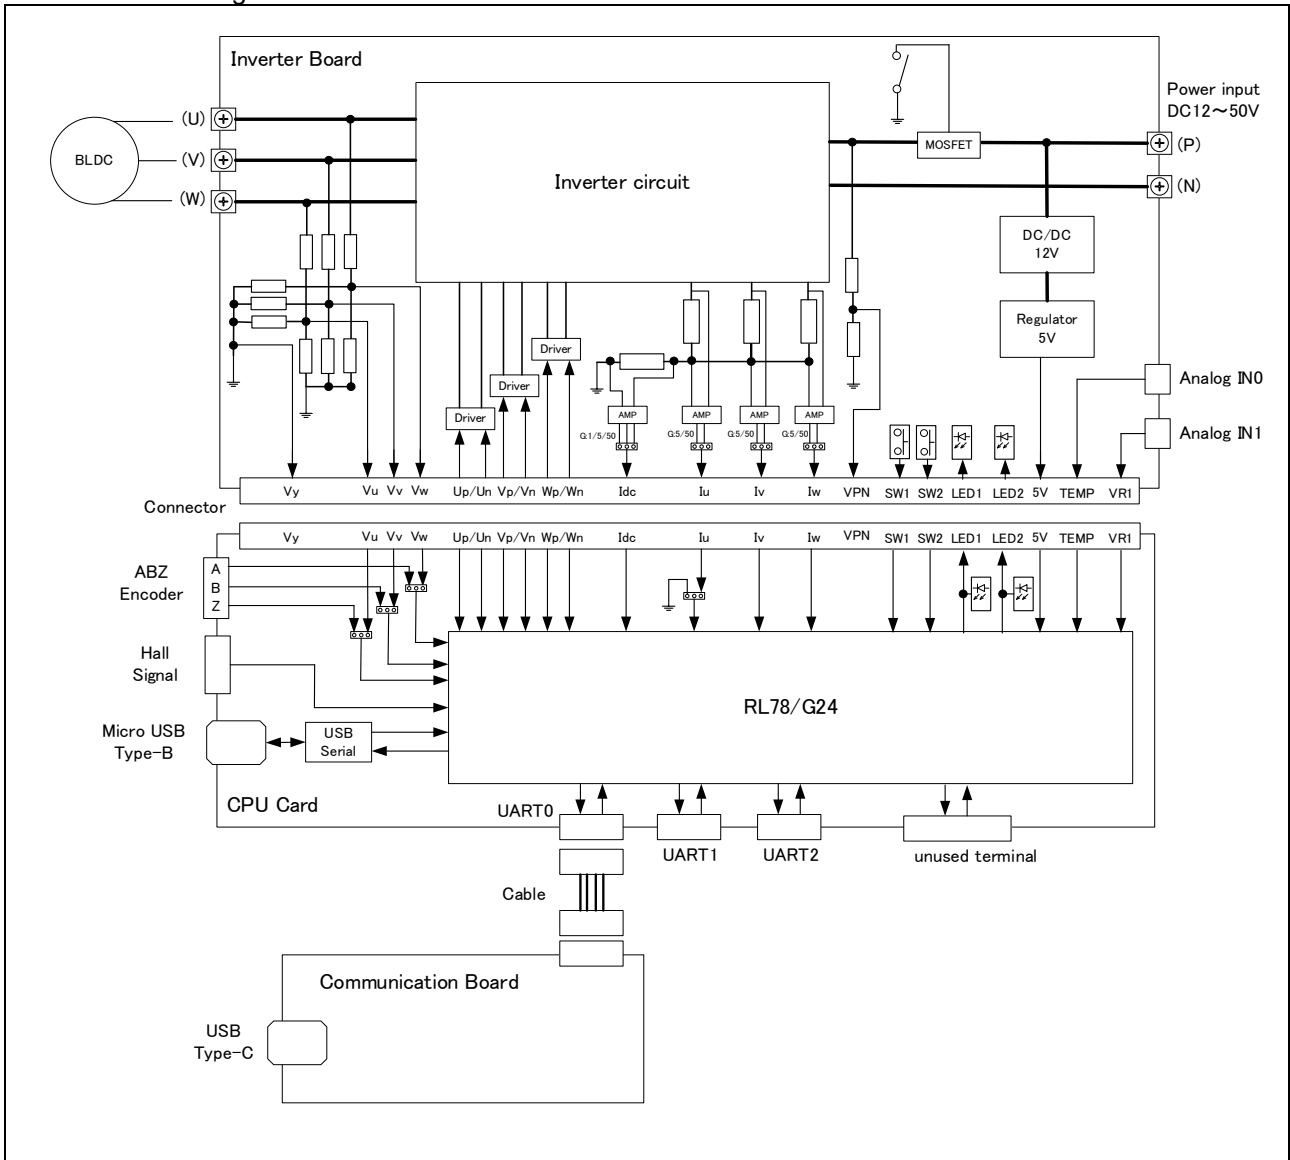 Inverter Board
Power input
DC12～50V
(U)
(V)
(W)
BLDC
Inverter circuit
MOSFET
(P)
(N)
DC/DC
12V
Regulator
5V
Driver
Driver
Driver
AMP
AMP
AMP
AMP
G:1/5/50
G:5/50
G:5/50
G:5/50
Analog IN0
Analog IN1
Connector
Vy Vu Vv Vw Up/Un Vp/Vn Wp/Wn Idc Iu Iv Iw VPN SW1 SW2 LED1 LED2 5V TEMP VR1
Vy Vu Vv Vw Up/Un Vp/Vn Wp/Wn Idc Iu Iv Iw VPN SW1 SW2 LED1 LED2 5V TEMP VR1
ABZ
Encoder
A
B
Z
Hall
Signal
RL78/G24
Micro USB
Type-B
USB
Serial
CPU Card
UART0
UART1
UART2
unused terminal
Cable
Communication Board
USB
Type-C